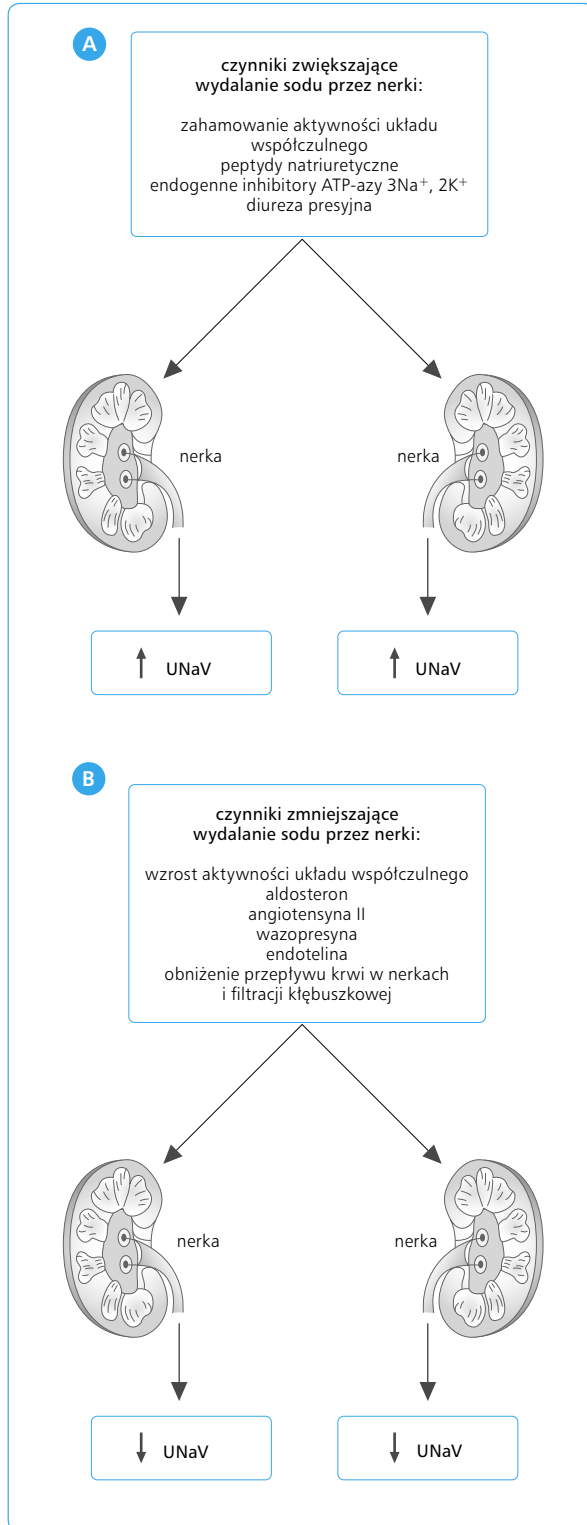 A
czynniki zwiększające
wydalanie sodu przez nerki:
zahamowanie aktywności układu
współczulnego
peptydy natriuretyczne
endogenne inhibitory ATP-azy 3Na⁺, 2K⁺
diureza presyjna
nerka
nerka
↑ UNaV
↑ UNaV
B
czynniki zmniejszające
wydalanie sodu przez nerki:
wzrost aktywności układu współczulnego
aldosteron
angiotensyna II
wazopresyna
endotelina
obniżenie przepływu krwi w nerkach
i filtracji kłębuszkowej
nerka
nerka
↓ UNaV
↓ UNaV